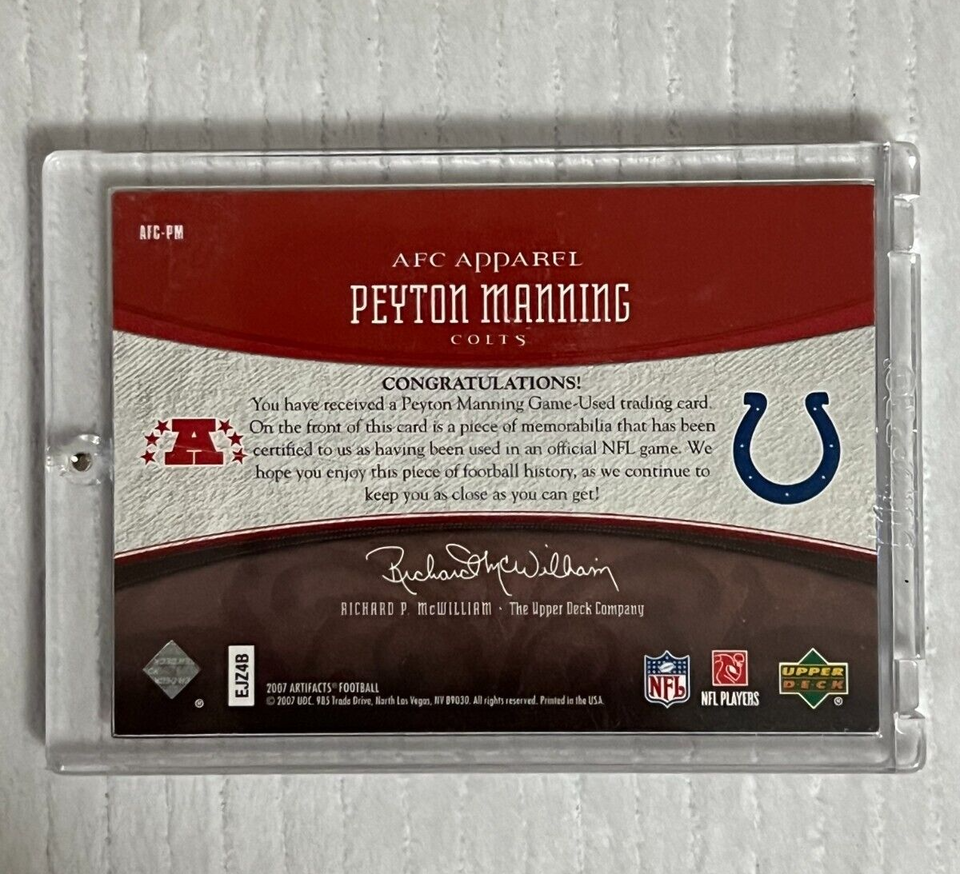 AFC-PM
AFC APPAREL
PEYTON MANNING
COLTS
CONGRATULATIONS!
You have received a Peyton Manning Game-Used trading card.
On the front of this card is a piece of memorabilia that has been
certified to us as having been used in an official NFL game. We
hope you enjoy this piece of football history, as we continue to
keep you as close as you can get!
A
Richard McWilliam
RICHARD P. McWILLIAM · The Upper Deck Company
EJZ4B
2007 ARTIFACTS® FOOTBALL
© 2007 UDC. 985 Trade Drive, North Las Vegas, NV 89030. All rights reserved. Printed in the USA.
®
NFL
NFL PLAYERS
UPPER
DECK
®